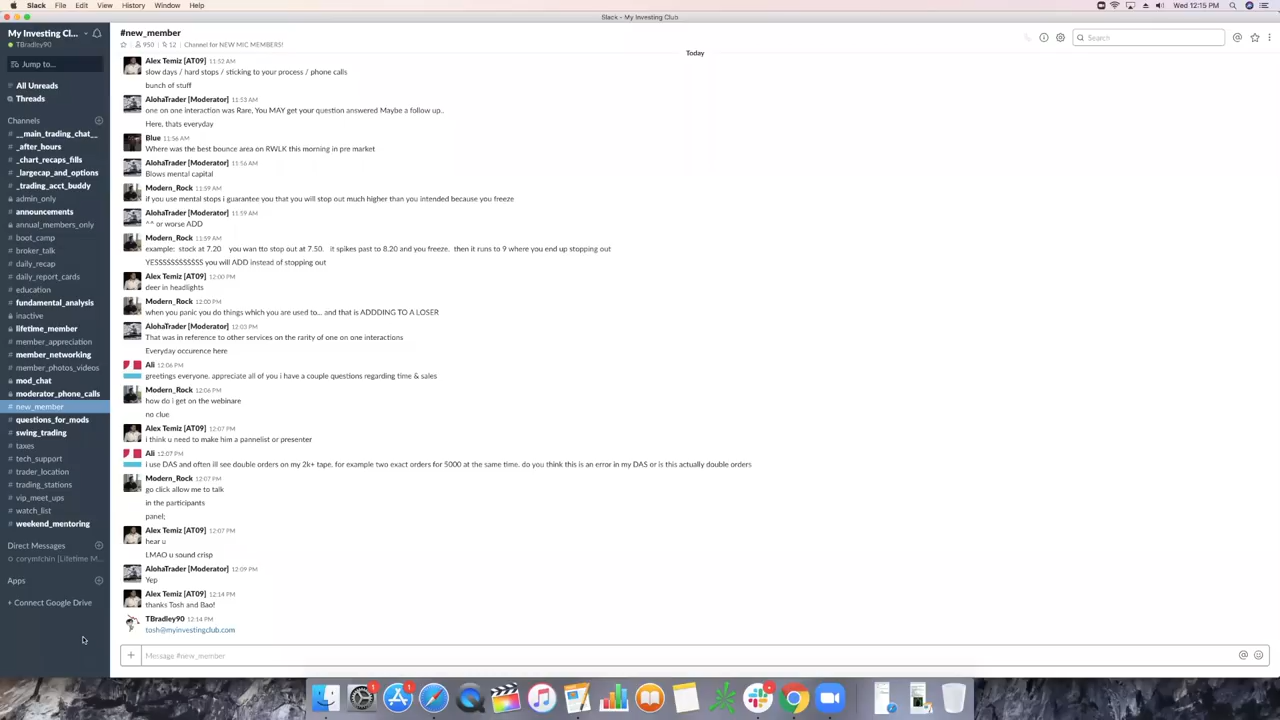 Slack File Edit View History Window Help
Wed 12:15 PM
Slack - My Investing Club
My Investing Cl...
TBradley90
Jump to...
All Unreads
Threads
Channels
# __main_trading_chat__
# _after_hours
# _chart_recaps_fills
# _largecap_and_options
# _trading_acct_buddy
admin_only
# announcements
annual_members_only
# boot_camp
# broker_talk
# daily_recap
# daily_report_cards
# education
# fundamental_analysis
inactive
lifetime_member
# member_appreciation
# member_networking
# member_photos_videos
mod_chat
moderator_phone_calls
# new_member
# questions_for_mods
# swing_trading
# taxes
# tech_support
# trader_location
# trading_stations
# vip_meet_ups
# watch_list
# weekend_mentoring
Direct Messages
corymfchin [Lifetime M...
Apps
+ Connect Google Drive
#new_member
950 12 Channel for NEW MIC MEMBERS!
Search
Today
Alex Temiz [AT09] 11:52 AM
slow days / hard stops / sticking to your process / phone calls
bunch of stuff
AlohaTrader [Moderator] 11:53 AM
one on one interaction was Rare, You MAY get your question answered Maybe a follow up..
Here, thats everyday
Blue 11:56 AM
Where was the best bounce area on RWLK this morning in pre market
AlohaTrader [Moderator] 11:56 AM
Blows mental capital
Modern_Rock 11:59 AM
if you use mental stops i guarantee you that you will stop out much higher than you intended because you freeze
AlohaTrader [Moderator] 11:59 AM
^^ or worse ADD
Modern_Rock 11:59 AM
example: stock at 7.20 you wan tto stop out at 7.50. it spikes past to 8.20 and you freeze. then it runs to 9 where you end up stopping out
YESSSSSSSSSSSS you will ADD instead of stopping out
Alex Temiz [AT09] 12:00 PM
deer in headlights
Modern_Rock 12:00 PM
when you panic you do things which you are used to... and that is ADDDING TO A LOSER
AlohaTrader [Moderator] 12:03 PM
That was in reference to other services on the rarity of one on one interactions
Everyday occurence here
Ali 12:06 PM
greetings everyone. appreciate all of you i have a couple questions regarding time & sales
Modern_Rock 12:06 PM
how do i get on the webinare
no clue
Alex Temiz [AT09] 12:07 PM
i think u need to make him a pannelist or presenter
Ali 12:07 PM
i use DAS and often ill see double orders on my 2k+ tape. for example two exact orders for 5000 at the same time. do you think this is an error in my DAS or is this actually double orders
Modern_Rock 12:07 PM
go click allow me to talk
in the participants
panel;
Alex Temiz [AT09] 12:07 PM
hear u
LMAO u sound crisp
AlohaTrader [Moderator] 12:09 PM
Yep
Alex Temiz [AT09] 12:14 PM
thanks Tosh and Bao!
TBradley90 12:14 PM
tosh@myinvestingclub.com
Message #new_member